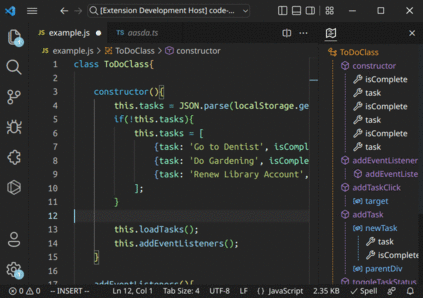 [Extension Development Host] code-...
example.js
aasda.ts
example.js > ToDoClass > constructor
1 class ToDoClass{
2
3 constructor(){
4 this.tasks = JSON.parse(localStorage.ge
5 if(!this.tasks){
6 this.tasks = [
7 {task: 'Go to Dentist', isCompl
8 {task: 'Do Gardening', isComple
9 {task: 'Renew Library Account',
10 ];
11 }
12
13 this.loadTasks();
14 this.addEventListeners();
15 }
16
17 addEventListeners(){
ToDoClass
constructor
isComplete
task
isComplete
task
isComplete
task
addEventListener
addEventListe
addTaskClick
target
addTask
newTask
task
isComplete
parentDiv
toggleTaskStatus
0 0 -- INSERT -- Ln 12, Col 1 Tab Size: 4 UTF-8 LF {} JavaScript 2.35 KB Spell